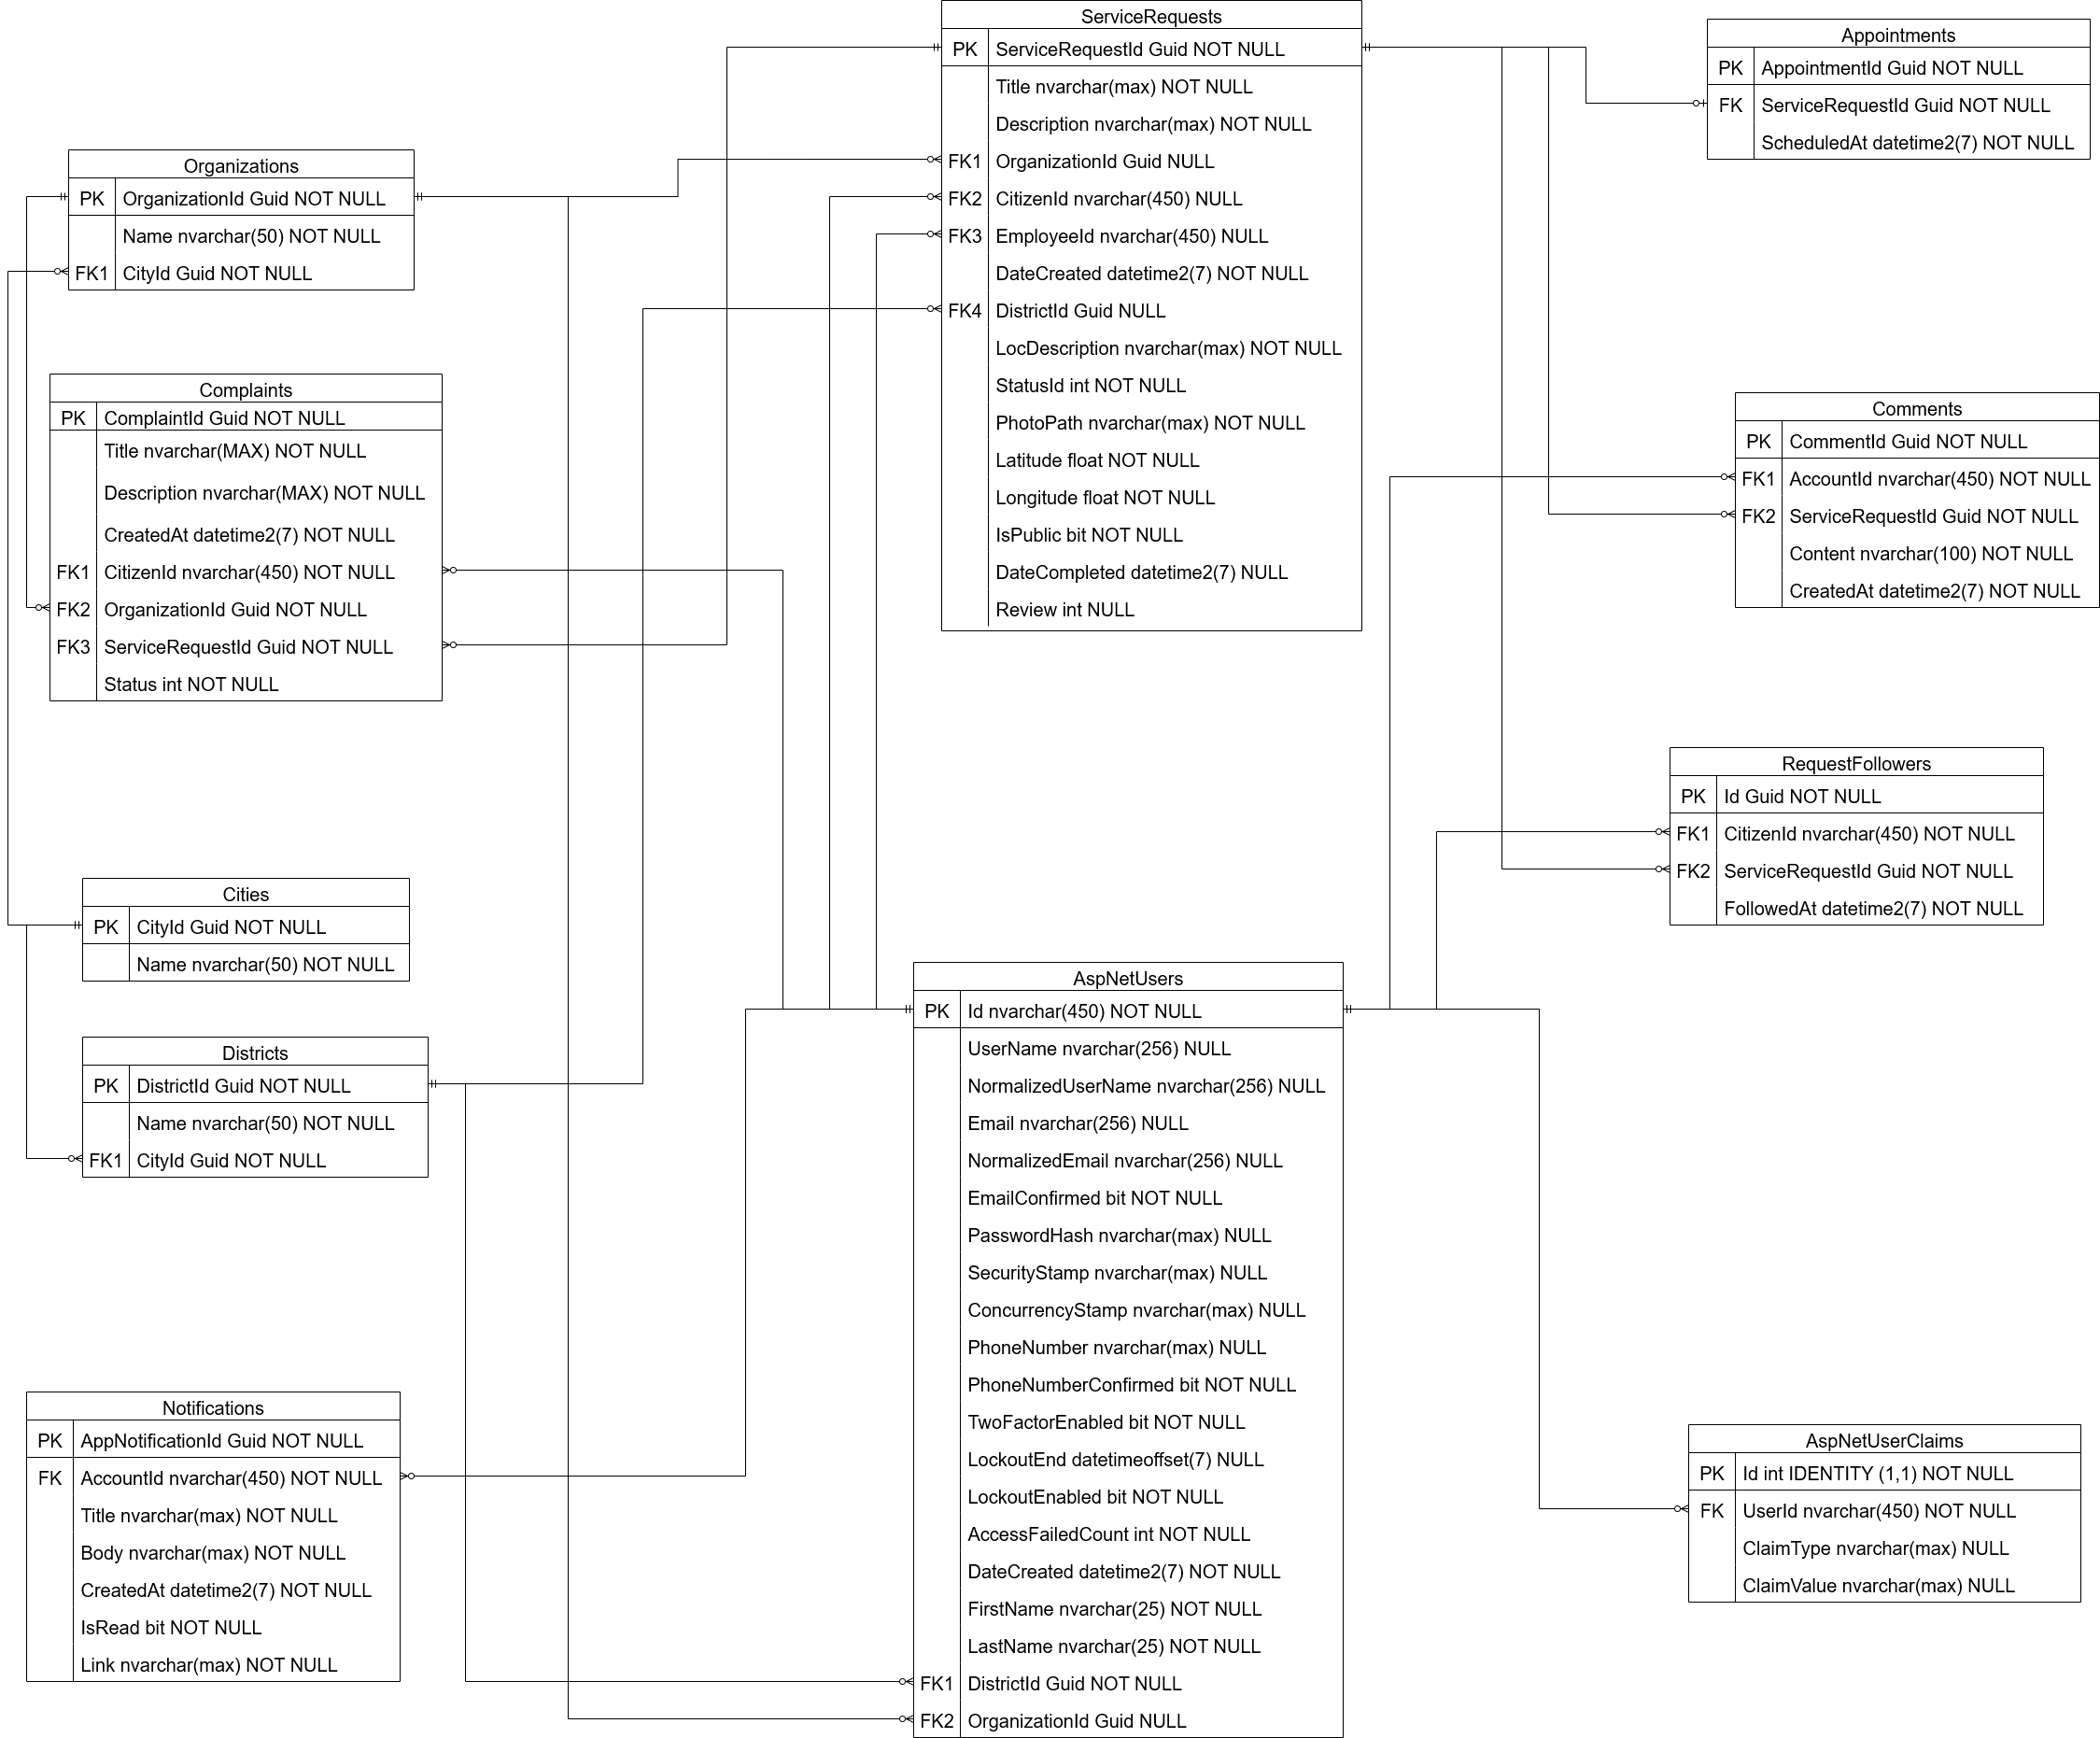 ServiceRequests
PK ServiceRequestId Guid NOT NULL
Title nvarchar(max) NOT NULL
Description nvarchar(max) NOT NULL
FK1 OrganizationId Guid NULL
FK2 CitizenId nvarchar(450) NULL
FK3 EmployeeId nvarchar(450) NULL
DateCreated datetime2(7) NOT NULL
FK4 DistrictId Guid NULL
LocDescription nvarchar(max) NOT NULL
StatusId int NOT NULL
PhotoPath nvarchar(max) NOT NULL
Latitude float NOT NULL
Longitude float NOT NULL
IsPublic bit NOT NULL
DateCompleted datetime2(7) NULL
Review int NULL
Appointments
PK AppointmentId Guid NOT NULL
FK ServiceRequestId Guid NOT NULL
ScheduledAt datetime2(7) NOT NULL
Organizations
PK OrganizationId Guid NOT NULL
Name nvarchar(50) NOT NULL
FK1 CityId Guid NOT NULL
Complaints
PK ComplaintId Guid NOT NULL
Title nvarchar(MAX) NOT NULL
Description nvarchar(MAX) NOT NULL
CreatedAt datetime2(7) NOT NULL
FK1 CitizenId nvarchar(450) NOT NULL
FK2 OrganizationId Guid NOT NULL
FK3 ServiceRequestId Guid NOT NULL
Status int NOT NULL
Comments
PK CommentId Guid NOT NULL
FK1 AccountId nvarchar(450) NOT NULL
FK2 ServiceRequestId Guid NOT NULL
Content nvarchar(100) NOT NULL
CreatedAt datetime2(7) NOT NULL
RequestFollowers
PK Id Guid NOT NULL
FK1 CitizenId nvarchar(450) NOT NULL
FK2 ServiceRequestId Guid NOT NULL
FollowedAt datetime2(7) NOT NULL
Cities
PK CityId Guid NOT NULL
Name nvarchar(50) NOT NULL
Districts
PK DistrictId Guid NOT NULL
Name nvarchar(50) NOT NULL
FK1 CityId Guid NOT NULL
AspNetUsers
PK Id nvarchar(450) NOT NULL
UserName nvarchar(256) NULL
NormalizedUserName nvarchar(256) NULL
Email nvarchar(256) NULL
NormalizedEmail nvarchar(256) NULL
EmailConfirmed bit NOT NULL
PasswordHash nvarchar(max) NULL
SecurityStamp nvarchar(max) NULL
ConcurrencyStamp nvarchar(max) NULL
PhoneNumber nvarchar(max) NULL
PhoneNumberConfirmed bit NOT NULL
TwoFactorEnabled bit NOT NULL
LockoutEnd datetimeoffset(7) NULL
LockoutEnabled bit NOT NULL
AccessFailedCount int NOT NULL
DateCreated datetime2(7) NOT NULL
FirstName nvarchar(25) NOT NULL
LastName nvarchar(25) NOT NULL
FK1 DistrictId Guid NOT NULL
FK2 OrganizationId Guid NULL
Notifications
PK AppNotificationId Guid NOT NULL
FK AccountId nvarchar(450) NOT NULL
Title nvarchar(max) NOT NULL
Body nvarchar(max) NOT NULL
CreatedAt datetime2(7) NOT NULL
IsRead bit NOT NULL
Link nvarchar(max) NOT NULL
AspNetUserClaims
PK Id int IDENTITY (1,1) NOT NULL
FK UserId nvarchar(450) NOT NULL
ClaimType nvarchar(max) NULL
ClaimValue nvarchar(max) NULL